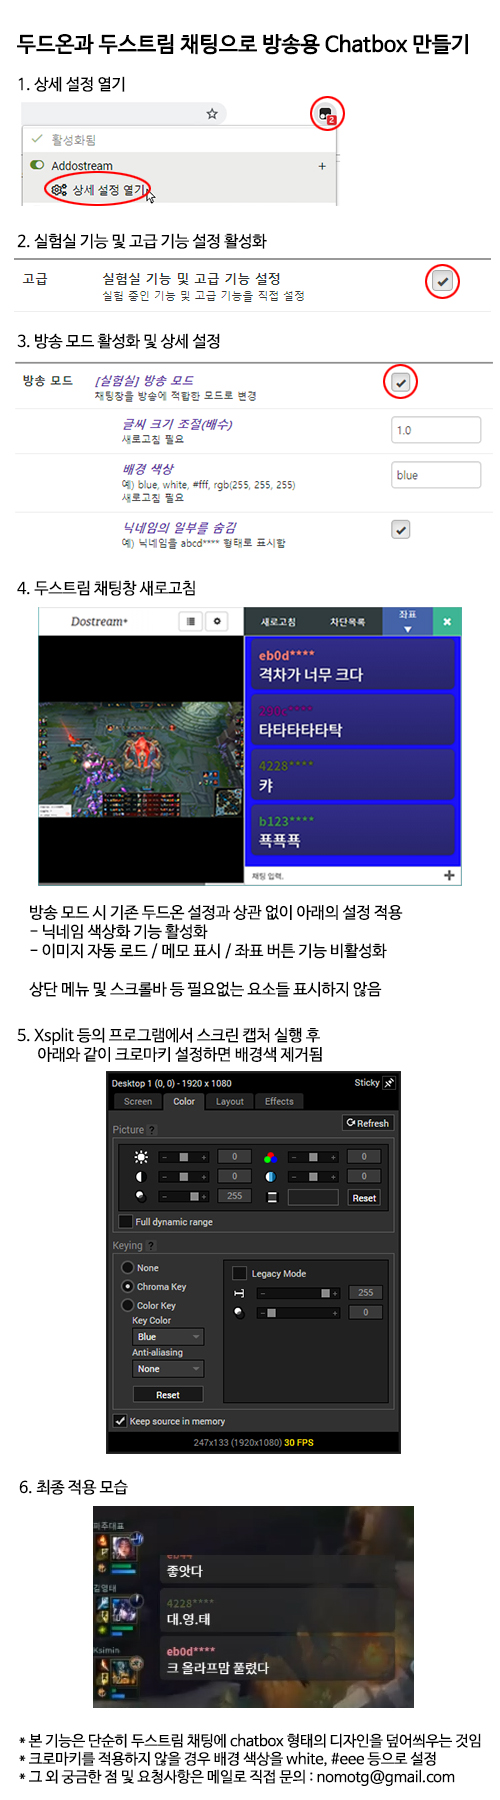 두드온과 두스트림 채팅으로 방송용 Chatbox 만들기
1. 상세 설정 열기
2
활성화됨
Addostream +
상세 설정 열기
2. 실험실 기능 및 고급 기능 설정 활성화
고급 실험실 기능 및 고급 기능 설정
실험 중인 기능 및 고급 기능을 직접 설정
3. 방송 모드 활성화 및 상세 설정
방송 모드 [실험실] 방송 모드
채팅창을 방송에 적합한 모드로 변경
글씨 크기 조절(배수) 1.0
새로고침 필요
배경 색상 blue
예) blue, white, #fff, rgb(255, 255, 255)
새로고침 필요
닉네임의 일부를 숨김
예) 닉네임을 abcd**** 형태로 표시함
4. 두스트림 채팅창 새로고침
Dostream+ 새로고침 차단목록 좌표
eb0d****
격차가 너무 크다
타타타타타탁
4228****
캬
b123****
푝푝푝
채팅 입력.
방송 모드 시 기존 두드온 설정과 상관 없이 아래의 설정 적용
- 닉네임 색상화 기능 활성화
- 이미지 자동 로드 / 메모 표시 / 좌표 버튼 기능 비활성화
상단 메뉴 및 스크롤바 등 필요없는 요소들 표시하지 않음
5. Xsplit 등의 프로그램에서 스크린 캡처 실행 후
아래와 같이 크로마키 설정하면 배경색 제거됨
Desktop 1 (0, 0) - 1920 x 1080 Sticky
Screen Color Layout Effects
Refresh
Picture ?
0 0
0 0
255 Reset
Full dynamic range
Keying ?
None
Legacy Mode
Chroma Key
255
Color Key
0
Key Color
Blue
Anti-aliasing
None
Reset
Keep source in memory
247x133 (1920x1080) 30 FPS
6. 최종 적용 모습
파주대표
좋앗다
김영태
4228****
대.영.태
Ksimin
eb0d****
크 올라프맘 풀렸다
* 본 기능은 단순히 두스트림 채팅에 chatbox 형태의 디자인을 덮어씌우는 것임
* 크로마키를 적용하지 않을 경우 배경 색상을 white, #eee 등으로 설정
* 그 외 궁금한 점 및 요청사항은 메일로 직접 문의 : nomotg@gmail.com